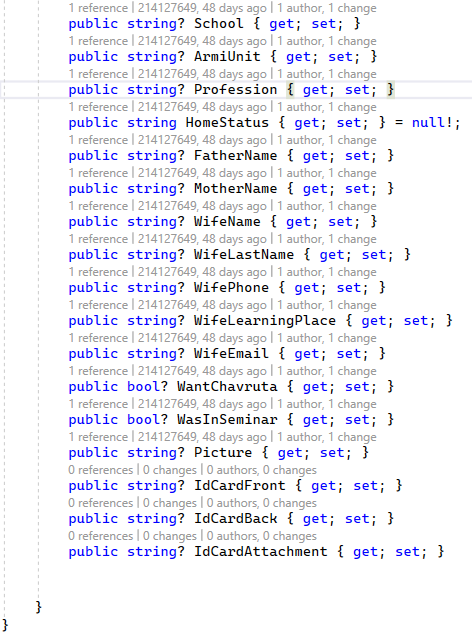 1 reference | 214127649, 48 days ago | 1 author, 1 change
public string? School { get; set; }
1 reference | 214127649, 48 days ago | 1 author, 1 change
public string? ArmiUnit { get; set; }
1 reference | 214127649, 48 days ago | 1 author, 1 change
public string? Profession { get; set; }
1 reference | 214127649, 48 days ago | 1 author, 1 change
public string HomeStatus { get; set; } = null!;
1 reference | 214127649, 48 days ago | 1 author, 1 change
public string? FatherName { get; set; }
1 reference | 214127649, 48 days ago | 1 author, 1 change
public string? MotherName { get; set; }
1 reference | 214127649, 48 days ago | 1 author, 1 change
public string? WifeName { get; set; }
1 reference | 214127649, 48 days ago | 1 author, 1 change
public string? WifeLastName { get; set; }
1 reference | 214127649, 48 days ago | 1 author, 1 change
public string? WifePhone { get; set; }
1 reference | 214127649, 48 days ago | 1 author, 1 change
public string? WifeLearningPlace { get; set; }
1 reference | 214127649, 48 days ago | 1 author, 1 change
public string? WifeEmail { get; set; }
1 reference | 214127649, 48 days ago | 1 author, 1 change
public bool? WantChavruta { get; set; }
1 reference | 214127649, 48 days ago | 1 author, 1 change
public bool? WasInSeminar { get; set; }
1 reference | 214127649, 48 days ago | 1 author, 1 change
public string? Picture { get; set; }
0 references | 0 changes | 0 authors, 0 changes
public string? IdCardFront { get; set; }
0 references | 0 changes | 0 authors, 0 changes
public string? IdCardBack { get; set; }
0 references | 0 changes | 0 authors, 0 changes
public string? IdCardAttachment { get; set; }
}
}